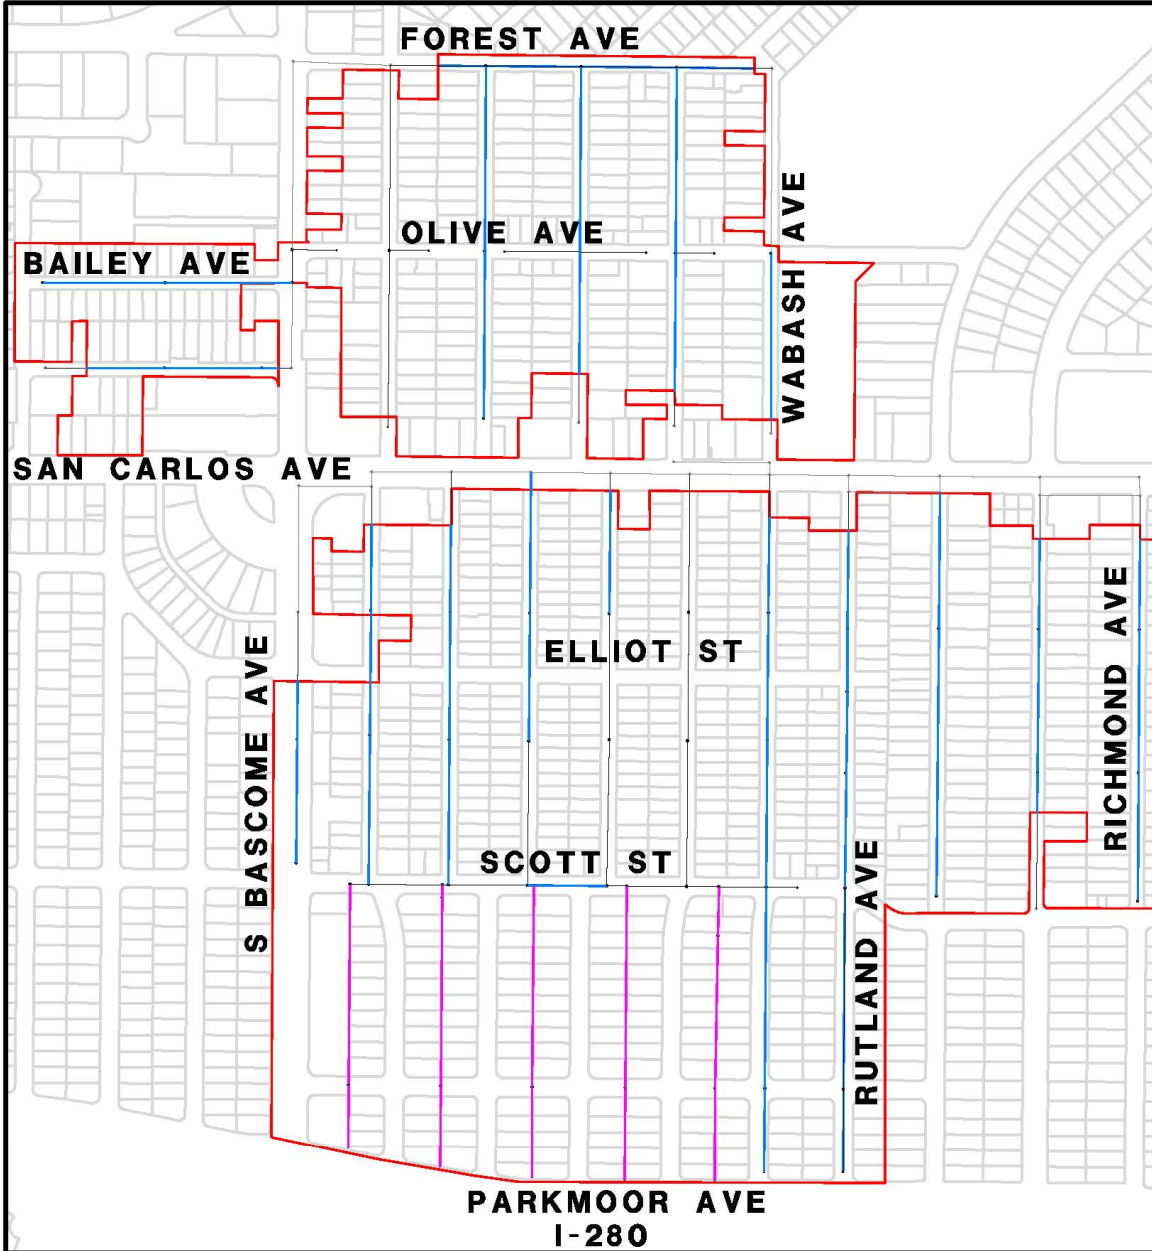 FOREST AVE
OLIVE AVE
WABASH AVE
BAILEY AVE
SAN CARLOS AVE
ELLIOT ST
S BASCOME AVE
RICHMOND AVE
SCOTT ST
RUTLAND AVE
PARKMOOR AVE
I-280